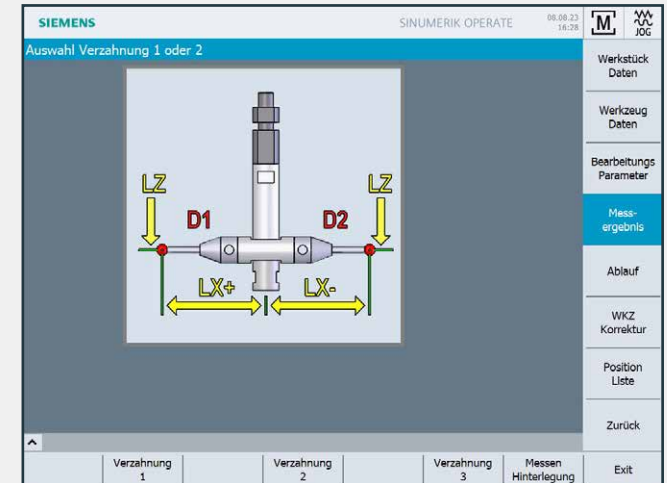 SIEMENS
SINUMERIK OPERATE
08.08.23
16:28
M
JOG
Auswahl Verzahnung 1 oder 2
LZ
LZ
D1
D2
LX+
LX-
Werkstück
Daten
Werkzeug
Daten
Bearbeitungs
Parameter
Mess-
ergebnis
Ablauf
WKZ
Korrektur
Position
Liste
Zurück
Verzahnung
1
Verzahnung
2
Verzahnung
3
Messen
Hinterlegung
Exit